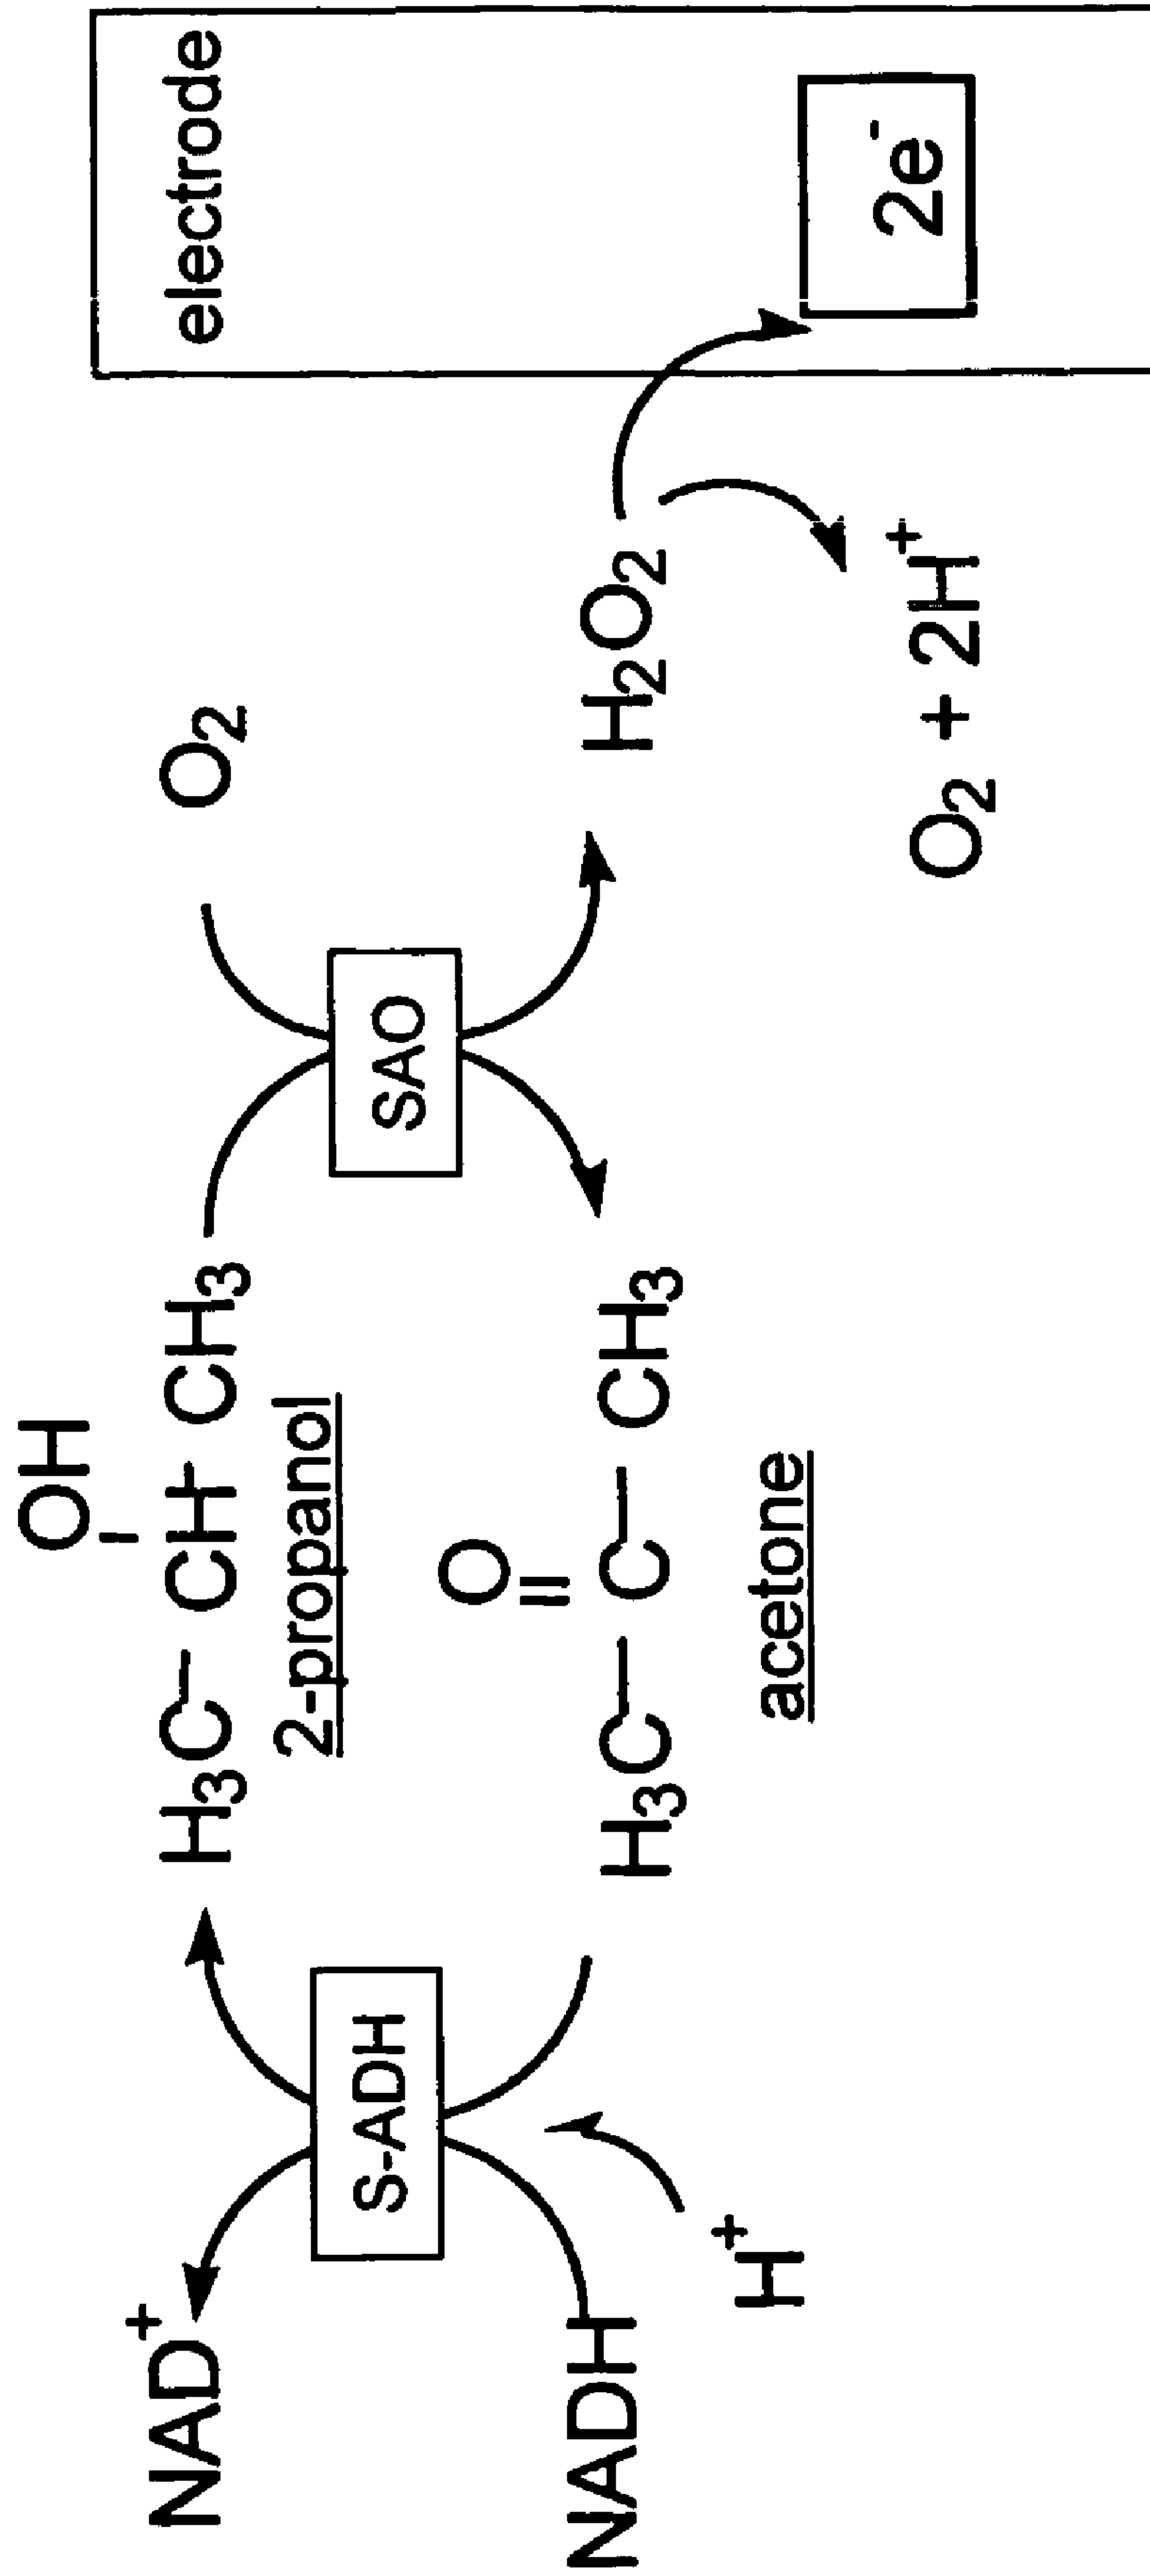 electrode
OH
NAD+
H3C – CH – CH3
O2
2-propanol
S-ADH
SAO
O
NADH
H3C – C – CH3
H2O2
H+
acetone
2e-
O2 + 2H+